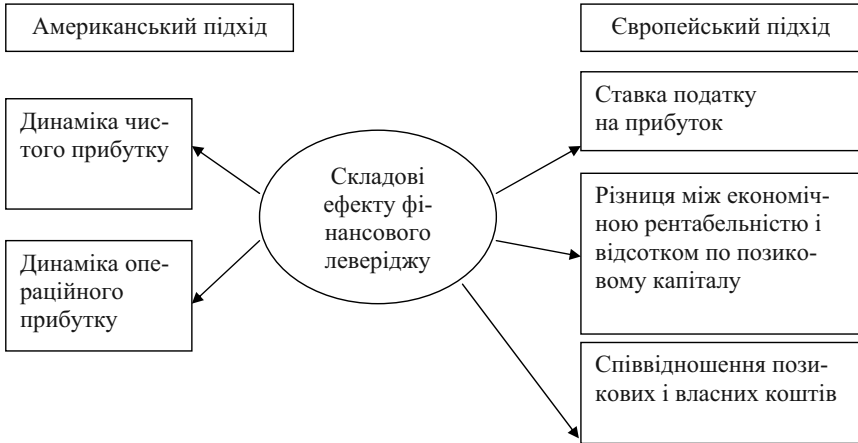 Американський підхід
Європейський підхід
Динаміка чис-
того прибутку
Динаміка опе-
раційного
прибутку
Складові
ефекту фі-
нансового
леверіджу
Ставка податку
на прибуток
Різниця між економіч-
ною рентабельністю і
відсотком по позико-
вому капіталу
Співвідношення пози-
кових і власних коштів